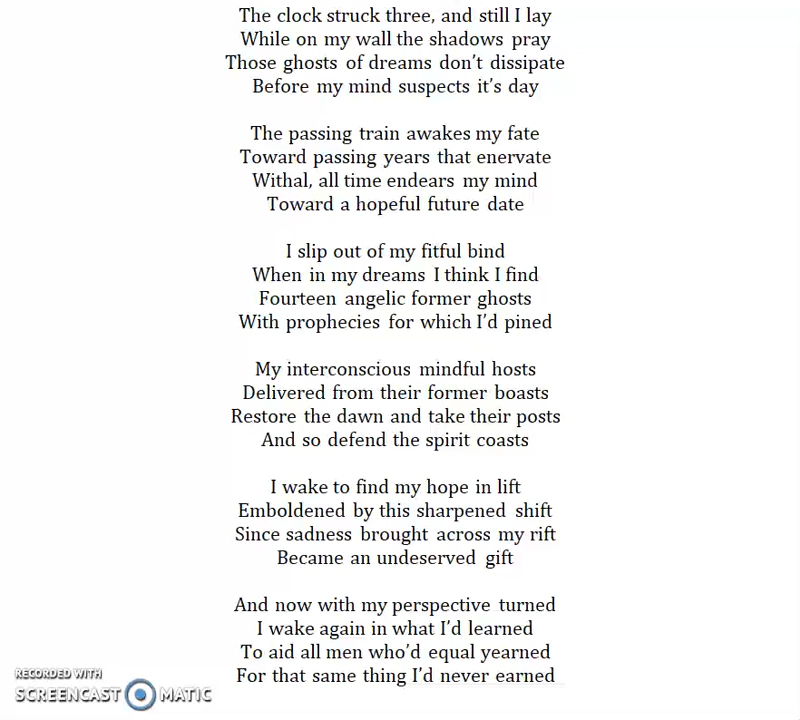 The clock struck three, and still I lay
While on my wall the shadows pray
Those ghosts of dreams don’t dissipate
Before my mind suspects it’s day
The passing train awakes my fate
Toward passing years that enervate
Withal, all time endears my mind
Toward a hopeful future date
I slip out of my fitful bind
When in my dreams I think I find
Fourteen angelic former ghosts
With prophecies for which I’d pined
My interconscious mindful hosts
Delivered from their former boasts
Restore the dawn and take their posts
And so defend the spirit coasts
I wake to find my hope in lift
Emboldened by this sharpened shift
Since sadness brought across my rift
Became an undeserved gift
And now with my perspective turned
I wake again in what I’d learned
To aid all men who’d equal yearned
For that same thing I’d never earned
RECORDED WITH
SCREENCAST MATIC